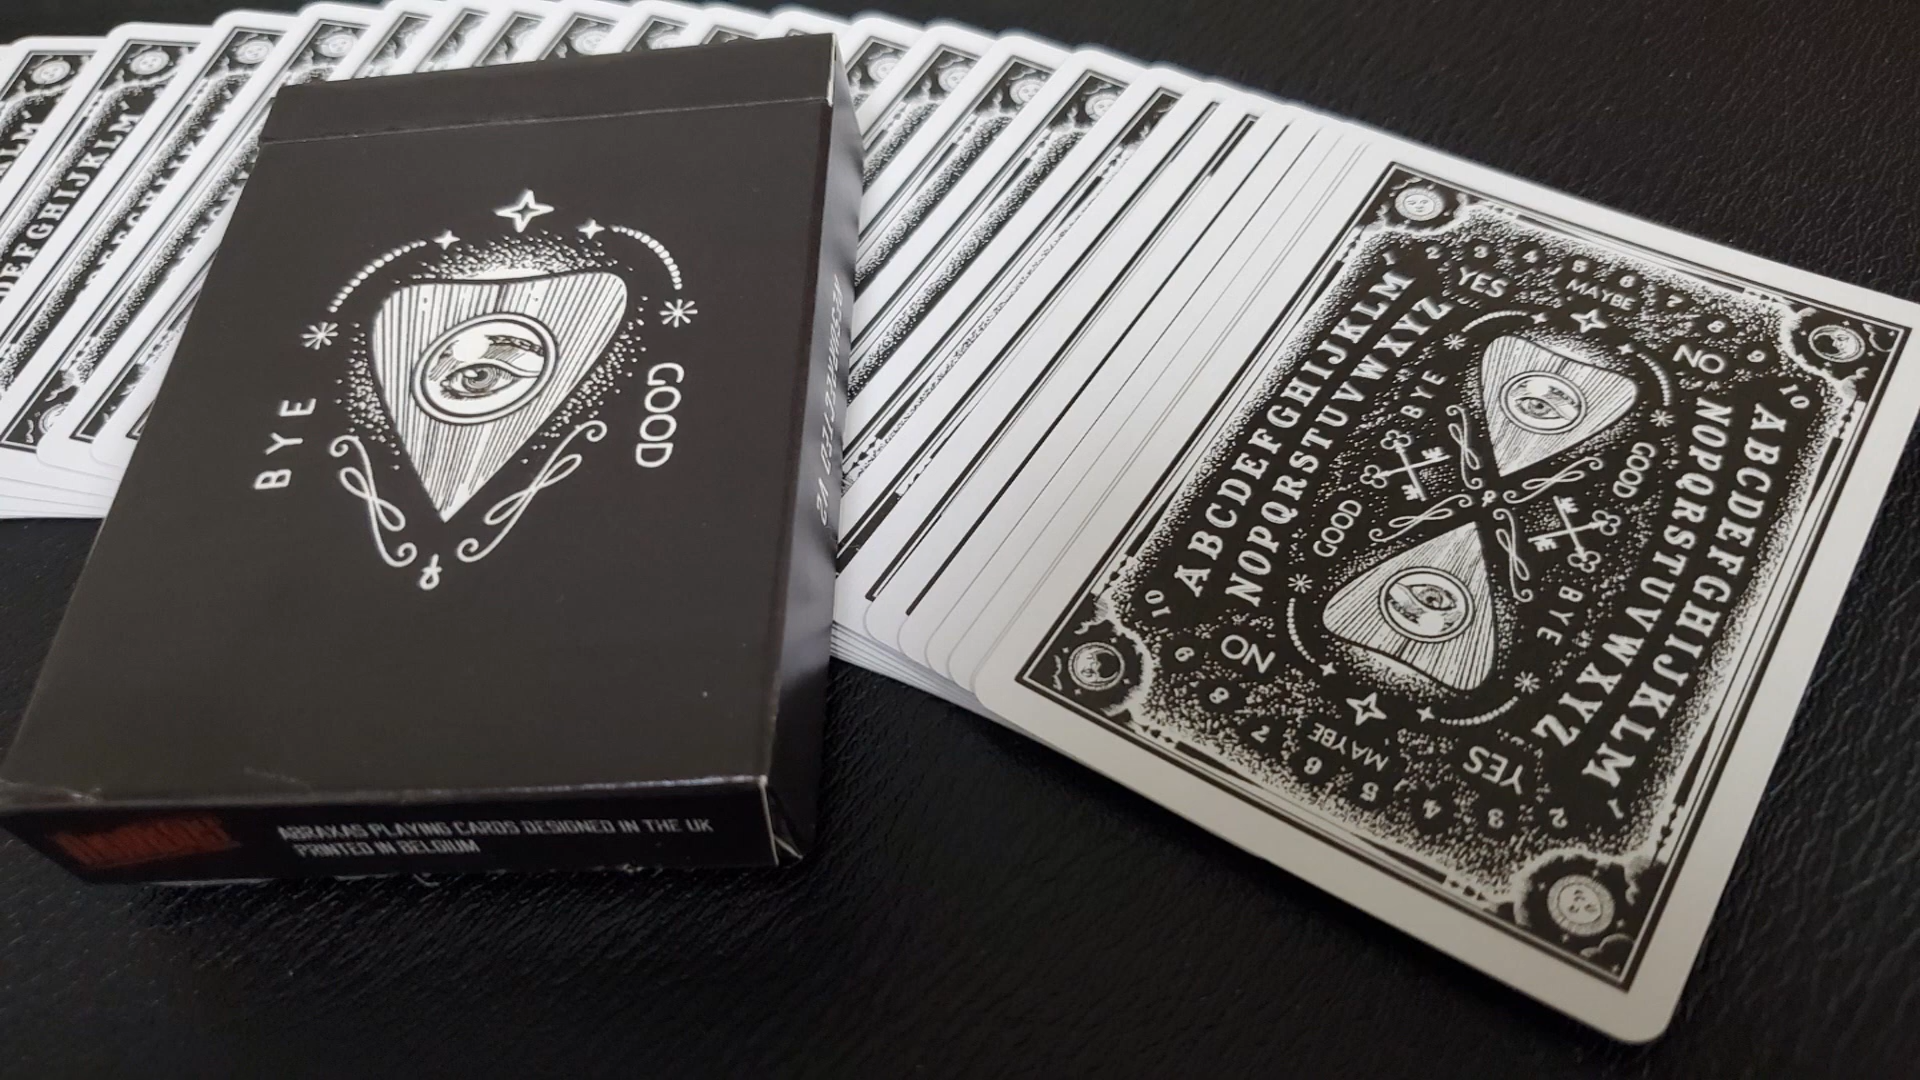 BYE
GOOD
ABRAXAS PLAYING CARDS DESIGNED IN THE UK
PRINTED IN BELGIUM
1 2 3 4 5 6 7 8 9 10
YES
MAYBE
NO
ABCDEFGHIJKLM
NOPQRSTUVWXYZ
BYE
GOOD
ABCDEFGHIJKLM
NOPQRSTUVWXYZ
GOOD
BYE
NO
MAYBE
YES
1 2 3 4 5 6 7 8 9 10
DEFGHIJKLM